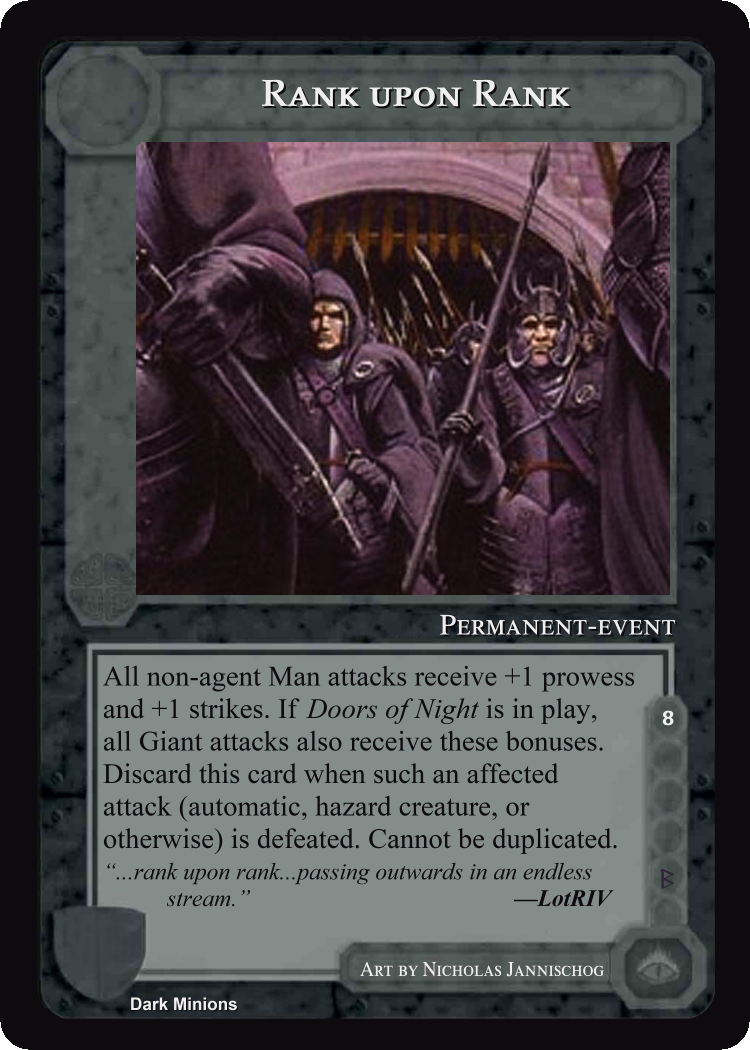 Rank upon Rank
Permanent-event
All non-agent Man attacks receive +1 prowess
and +1 strikes. If Doors of Night is in play,
all Giant attacks also receive these bonuses.
8
Discard this card when such an affected
attack (automatic, hazard creature, or
otherwise) is defeated. Cannot be duplicated.
“...rank upon rank...passing outwards in an endless
stream.” —LotRIV
ᛒ
Art by Nicholas Jannischog
Dark Minions